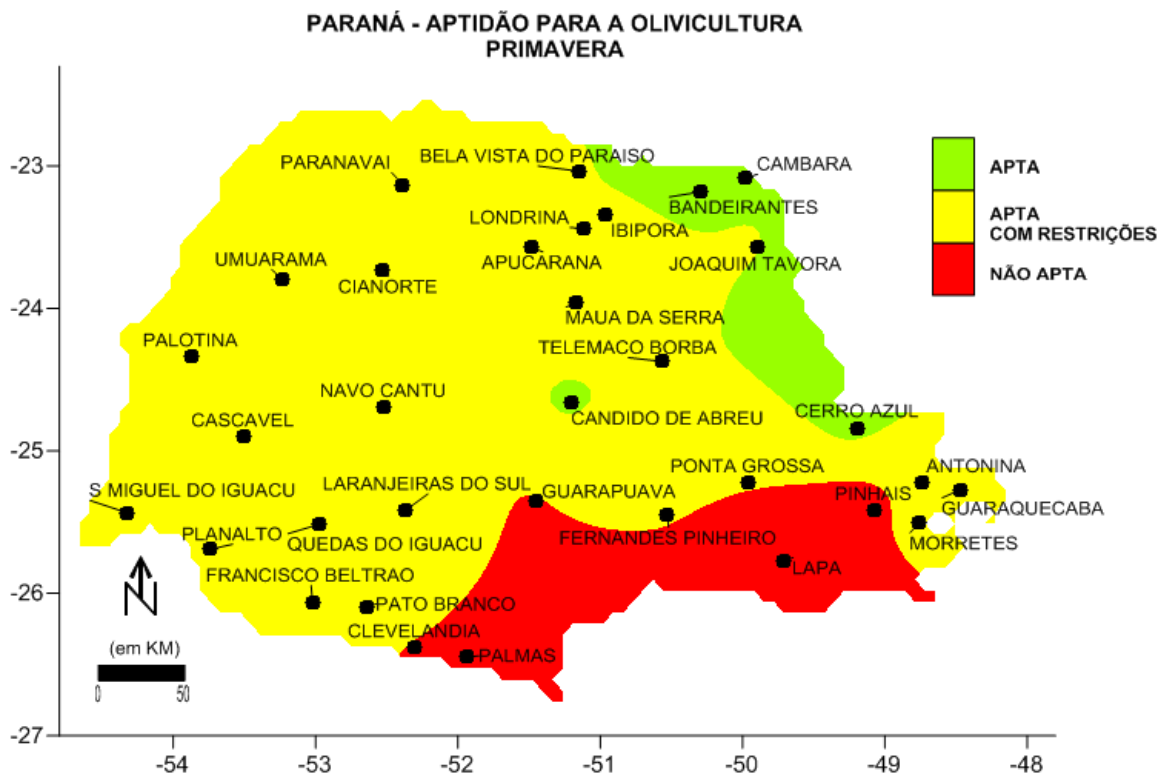 PARANÁ - APTIDÃO PARA A OLIVICULTURA
PRIMAVERA
APTA
APTA
COM RESTRIÇÕES
NÃO APTA
-23
-24
-25
-26
-27
PARANAVAI
BELA VISTA DO PARAISO
CAMBARA
BANDEIRANTES
LONDRINA
IBIPORA
UMUARAMA
APUCARANA
JOAQUIM TAVORA
CIANORTE
MAUA DA SERRA
PALOTINA
TELEMACO BORBA
NAVO CANTU
CASCAVEL
CANDIDO DE ABREU
CERRO AZUL
PONTA GROSSA
ANTONINA
S MIGUEL DO IGUACU
LARANJEIRAS DO SUL
GUARAPUAVA
PINHAIS
GUARAQUECABA
PLANALTO
QUEDAS DO IGUACU
FERNANDES PINHEIRO
MORRETES
FRANCISCO BELTRAO
LAPA
PATO BRANCO
CLEVELANDIA
PALMAS
N
(em KM)
0 50
-54 -53 -52 -51 -50 -49 -48